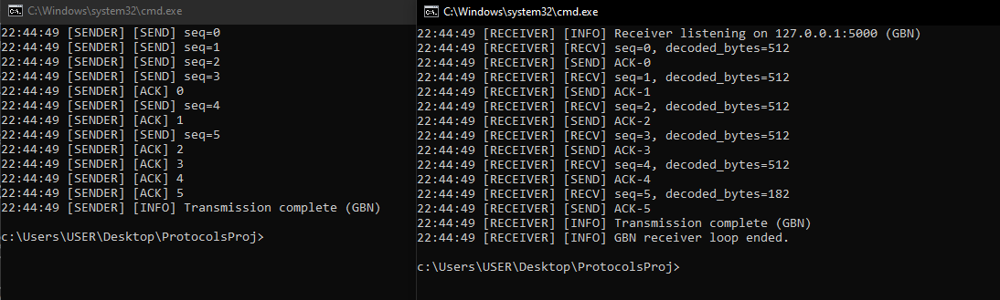 C:\Windows\system32\cmd.exe
22:44:49 [SENDER] [SEND] seq=0
22:44:49 [SENDER] [SEND] seq=1
22:44:49 [SENDER] [SEND] seq=2
22:44:49 [SENDER] [SEND] seq=3
22:44:49 [SENDER] [ACK] 0
22:44:49 [SENDER] [SEND] seq=4
22:44:49 [SENDER] [ACK] 1
22:44:49 [SENDER] [SEND] seq=5
22:44:49 [SENDER] [ACK] 2
22:44:49 [SENDER] [ACK] 3
22:44:49 [SENDER] [ACK] 4
22:44:49 [SENDER] [ACK] 5
22:44:49 [SENDER] [INFO] Transmission complete (GBN)
c:\Users\USER\Desktop\ProtocolsProj>
C:\Windows\system32\cmd.exe
22:44:49 [RECEIVER] [INFO] Receiver listening on 127.0.0.1:5000 (GBN)
22:44:49 [RECEIVER] [RECV] seq=0, decoded_bytes=512
22:44:49 [RECEIVER] [SEND] ACK-0
22:44:49 [RECEIVER] [RECV] seq=1, decoded_bytes=512
22:44:49 [RECEIVER] [SEND] ACK-1
22:44:49 [RECEIVER] [RECV] seq=2, decoded_bytes=512
22:44:49 [RECEIVER] [SEND] ACK-2
22:44:49 [RECEIVER] [RECV] seq=3, decoded_bytes=512
22:44:49 [RECEIVER] [SEND] ACK-3
22:44:49 [RECEIVER] [RECV] seq=4, decoded_bytes=512
22:44:49 [RECEIVER] [SEND] ACK-4
22:44:49 [RECEIVER] [RECV] seq=5, decoded_bytes=182
22:44:49 [RECEIVER] [SEND] ACK-5
22:44:49 [RECEIVER] [INFO] Transmission complete (GBN)
22:44:49 [RECEIVER] [INFO] GBN receiver loop ended.
c:\Users\USER\Desktop\ProtocolsProj>